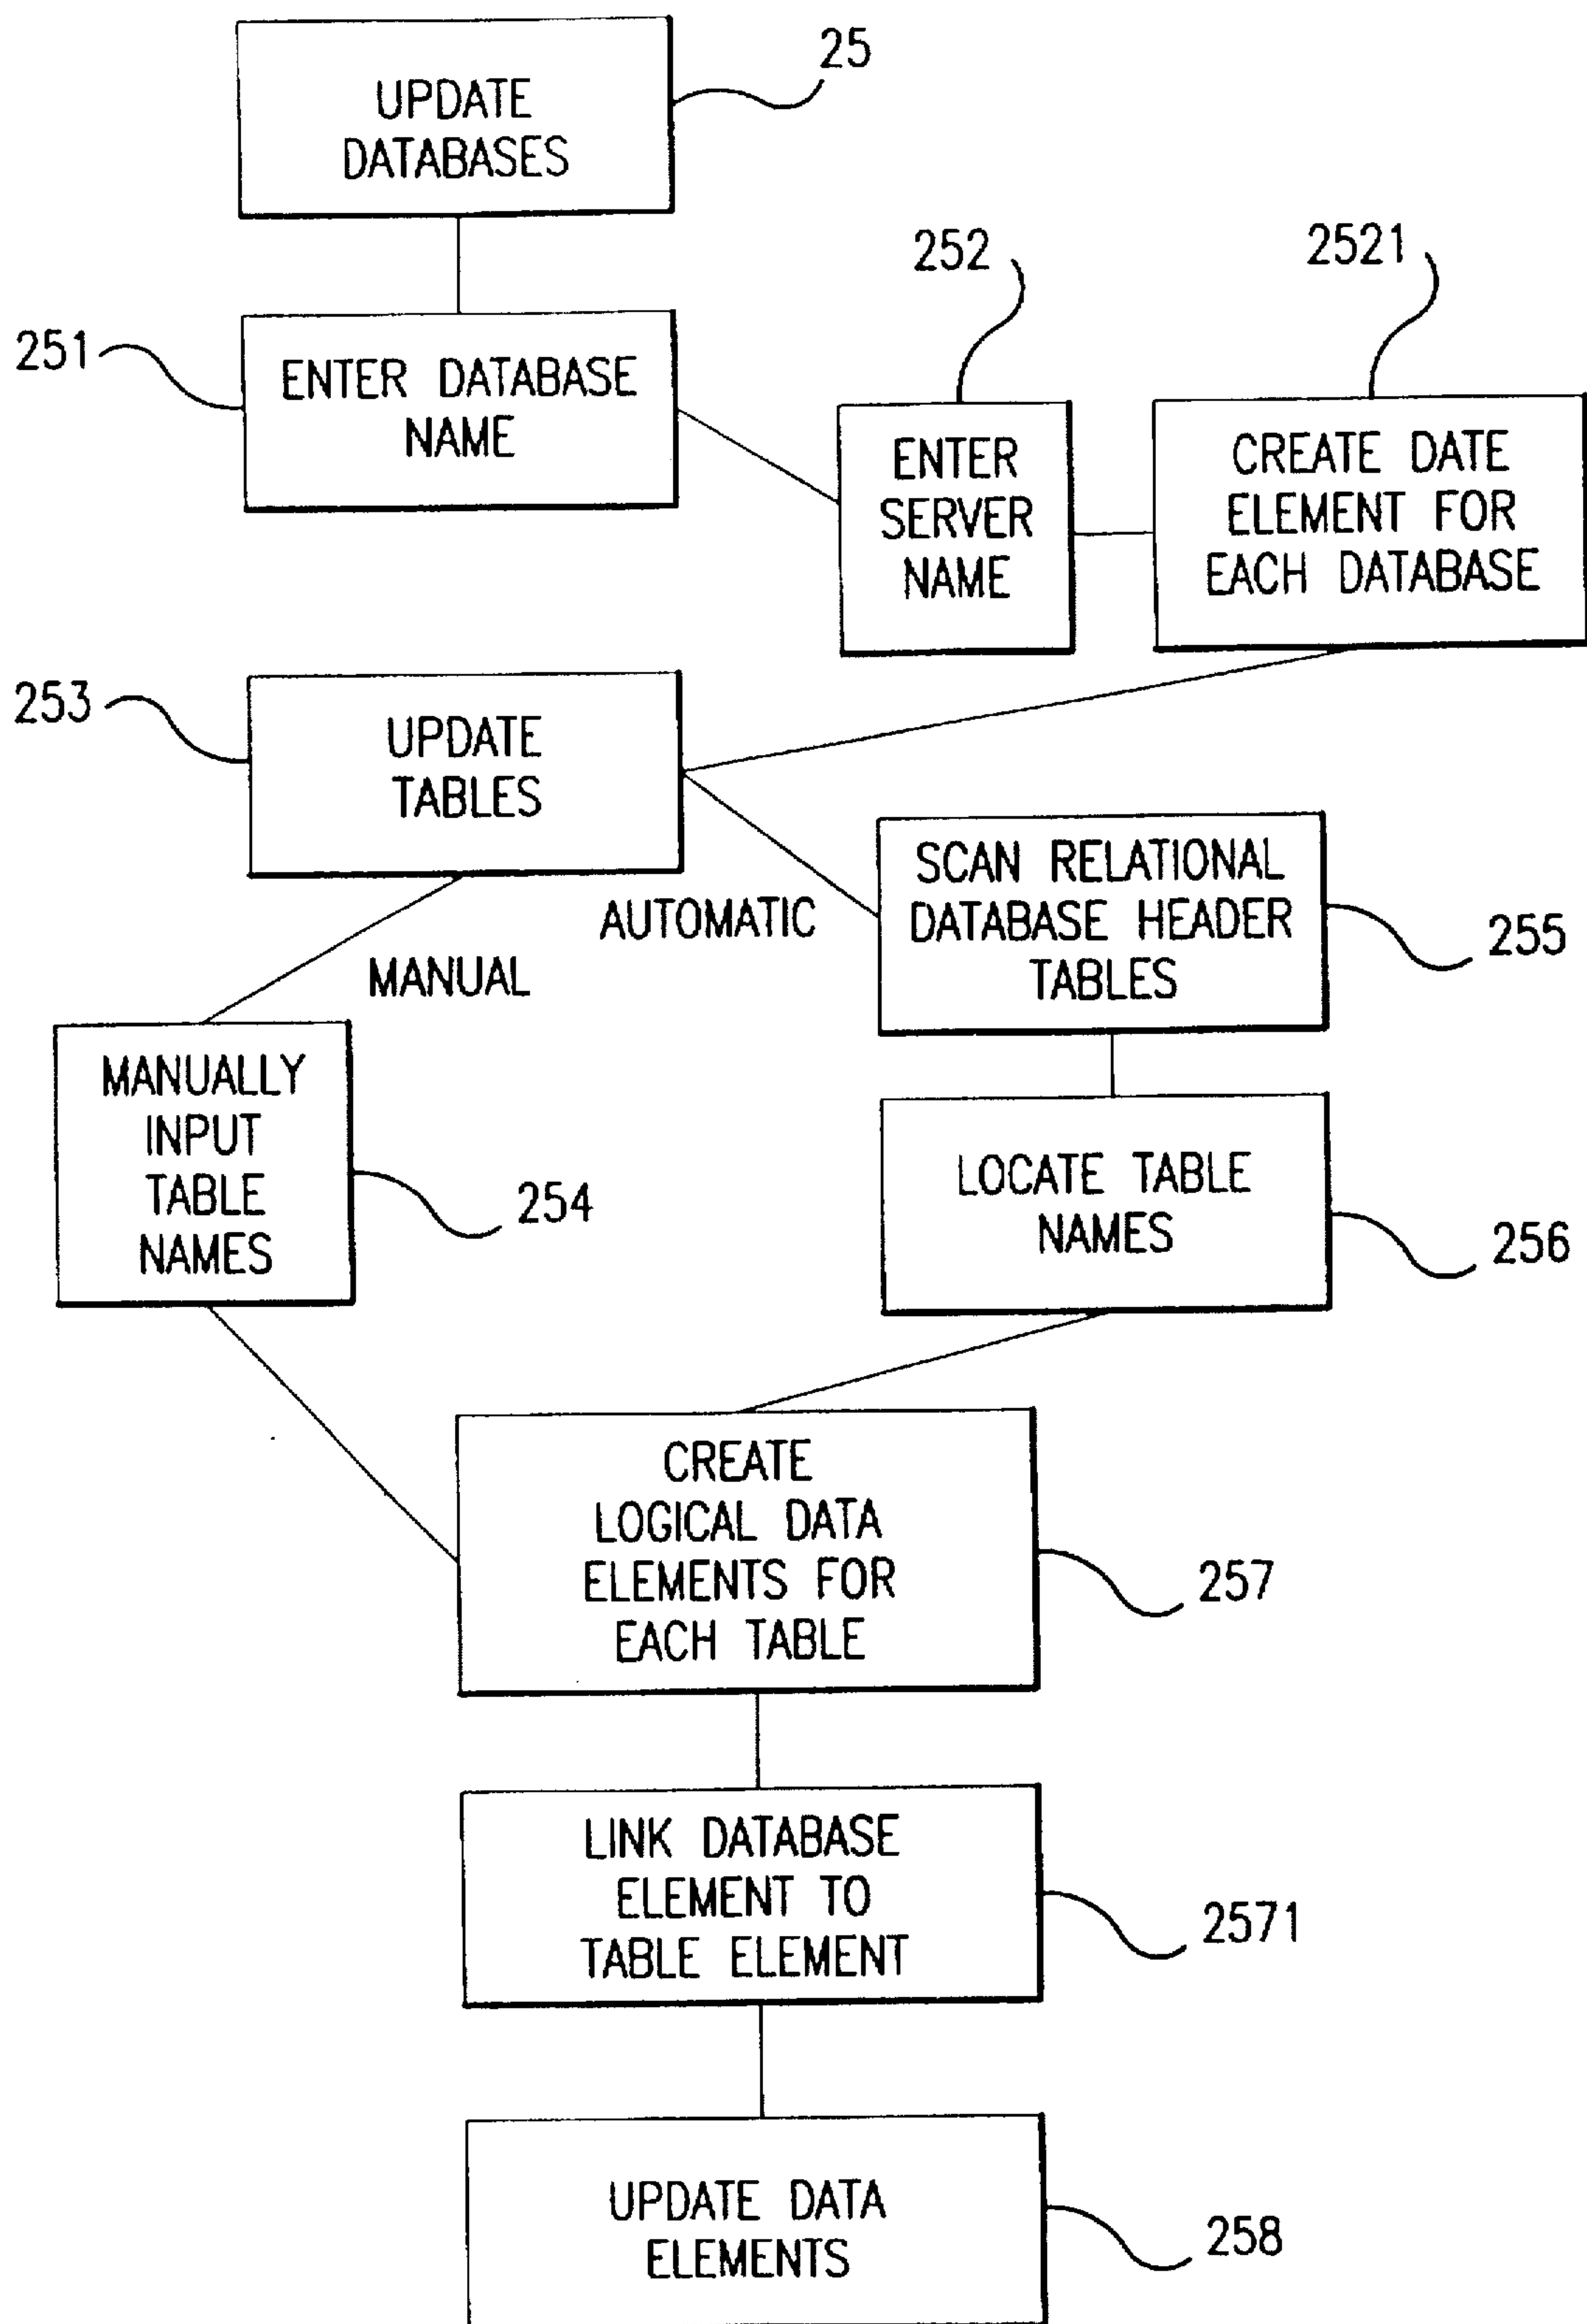 25
UPDATE
DATABASES
252
2521
251
ENTER DATABASE
NAME
ENTER
SERVER
NAME
CREATE DATE
ELEMENT FOR
EACH DATABASE
253
UPDATE
TABLES
AUTOMATIC
MANUAL
SCAN RELATIONAL
DATABASE HEADER
TABLES
255
MANUALLY
INPUT
TABLE
NAMES
254
LOCATE TABLE
NAMES
256
CREATE
LOGICAL DATA
ELEMENTS FOR
EACH TABLE
257
LINK DATABASE
ELEMENT TO
TABLE ELEMENT
2571
UPDATE DATA
ELEMENTS
258